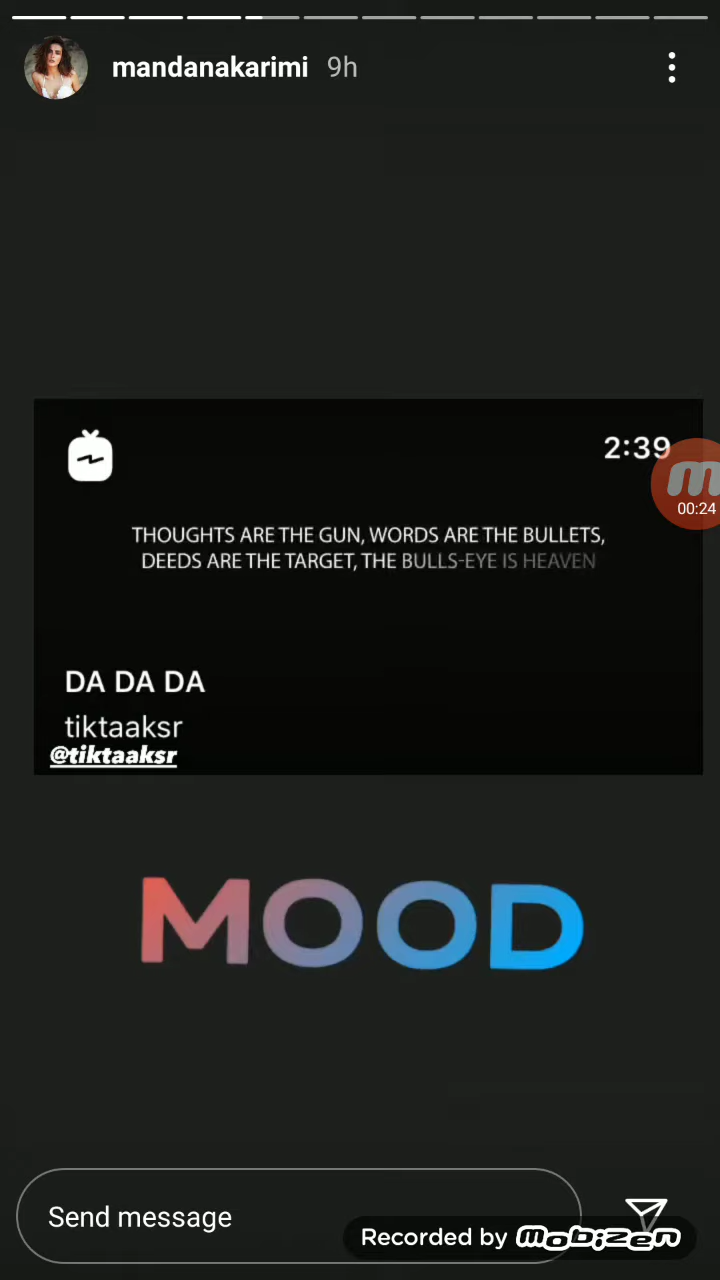 mandanakarimi 9h
2:39
00:24
THOUGHTS ARE THE GUN, WORDS ARE THE BULLETS,
DEEDS ARE THE TARGET, THE BULLS-EYE IS HEAVEN
DA DA DA
tiktaaksr
@tiktaaksr
MOOD
Send message
Recorded by mobizen